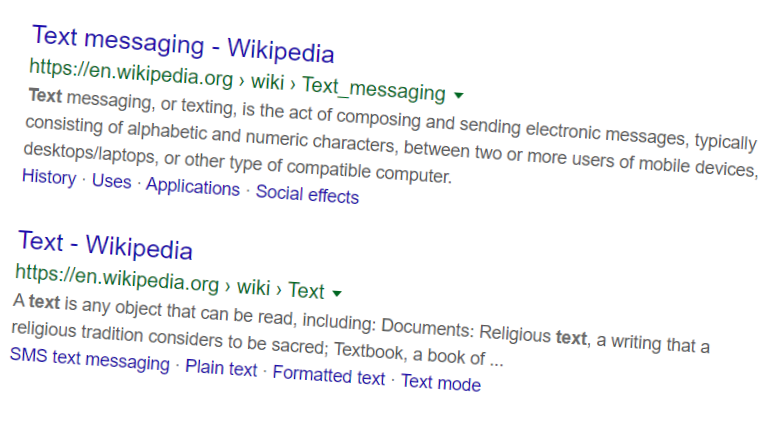 Text messaging - Wikipedia
https://en.wikipedia.org › wiki › Text_messaging
Text messaging, or texting, is the act of composing and sending electronic messages, typically
consisting of alphabetic and numeric characters, between two or more users of mobile devices,
desktops/laptops, or other type of compatible computer.
History · Uses · Applications · Social effects
Text - Wikipedia
https://en.wikipedia.org › wiki › Text
A text is any object that can be read, including: Documents: Religious text, a writing that a
religious tradition considers to be sacred; Textbook, a book of ...
SMS text messaging · Plain text · Formatted text · Text mode